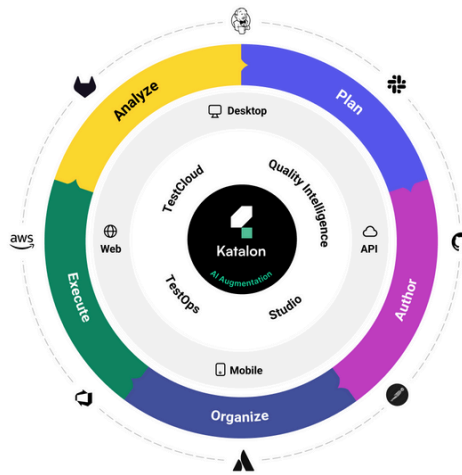 Analyze
Plan
Desktop
TestCloud
Quality Intelligence
aws
Web
Katalon
API
AI Augmentation
Execute
TestOps
Studio
Author
Mobile
Organize